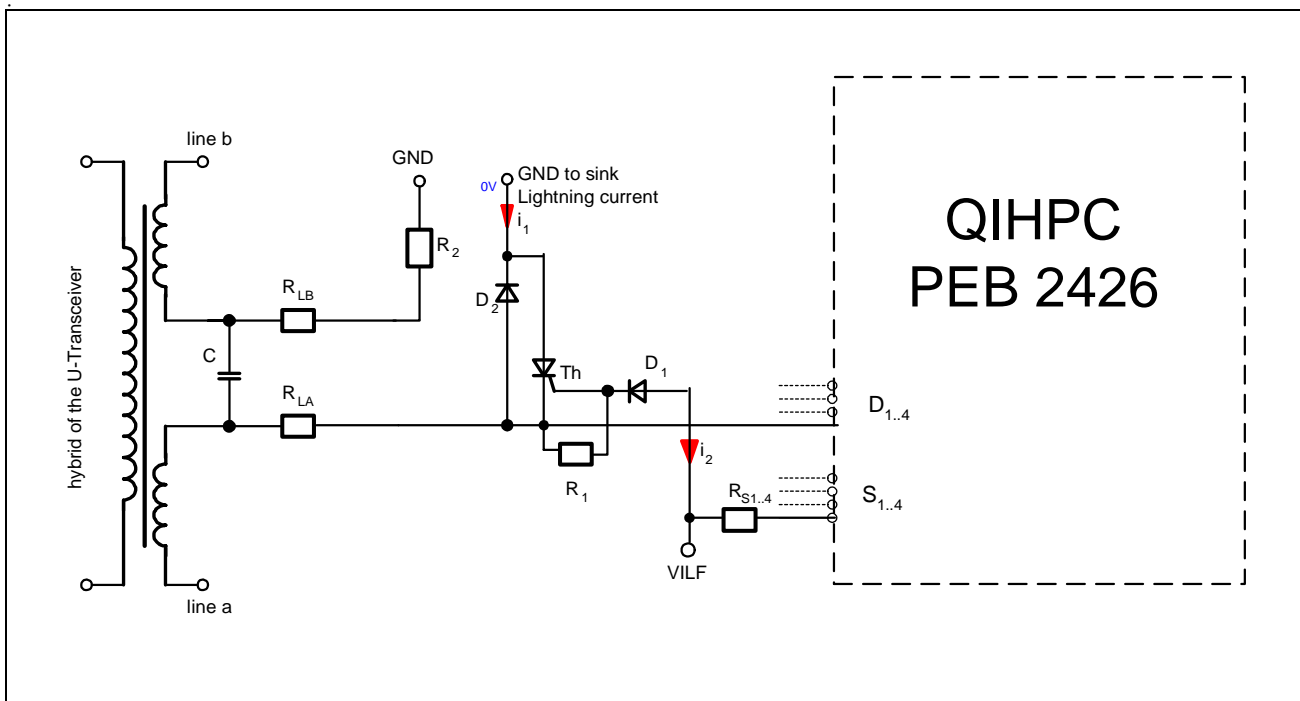 .
line b
GND
0V
GND to sink
Lightning current
i1
QIHPC
PEB 2426
R2
hybrid of the U-Transceiver
RLB
D2
C
Th
D1
RLA
D1..4
i2
R1
RS1..4
S1..4
VILF
line a